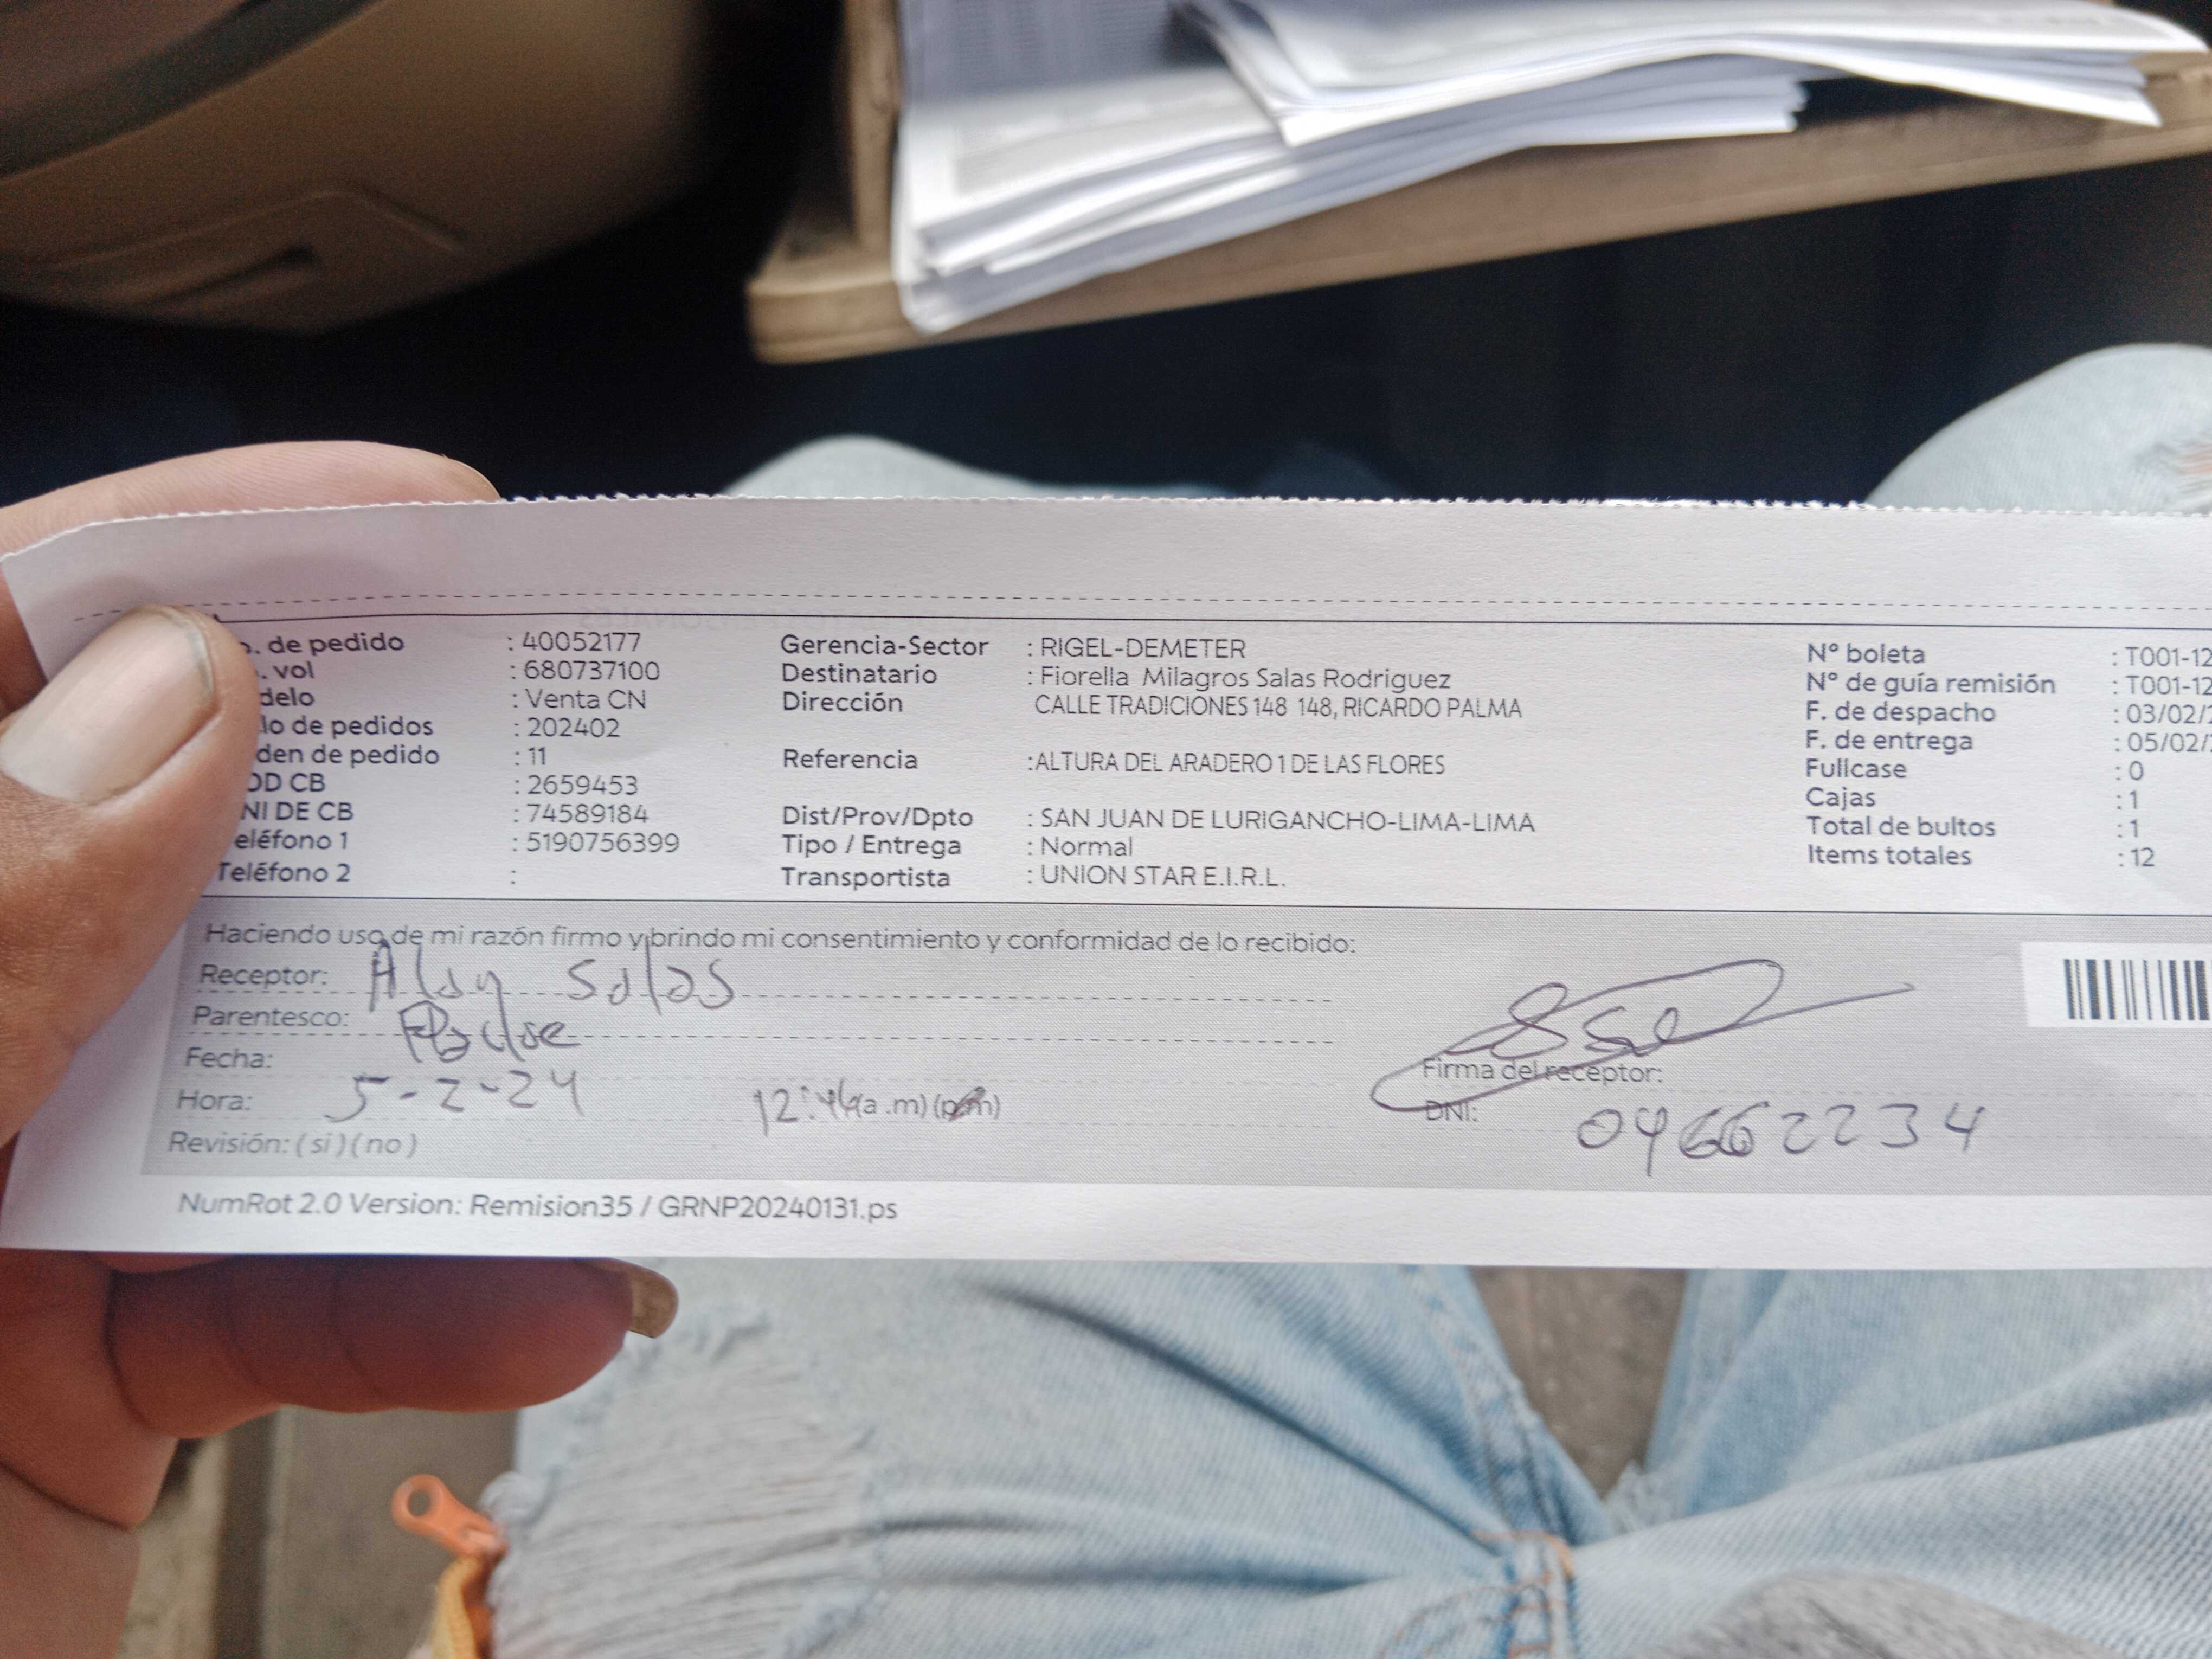 . de pedido : 40052177 Gerencia-Sector : RIGEL-DEMETER Nº boleta : T001-12
. vol : 680737100 Destinatario : Fiorella Milagros Salas Rodriguez Nº de guía remisión : T001-12
delo : Venta CN Dirección CALLE TRADICIONES 148 148, RICARDO PALMA F. de despacho : 03/02/2
lo de pedidos : 202402 F. de entrega : 05/02/
den de pedido : 11 Referencia :ALTURA DEL ARADERO 1 DE LAS FLORES Fullcase : 0
OD CB : 2659453 Cajas : 1
NI DE CB : 74589184 Dist/Prov/Dpto : SAN JUAN DE LURIGANCHO-LIMA-LIMA Total de bultos : 1
eléfono 1 : 5190756399 Tipo / Entrega : Normal Items totales : 12
Teléfono 2 : Transportista : UNION STAR E.I.R.L.
Haciendo uso de mi razón firmo y brindo mi consentimiento y conformidad de lo recibido:
Receptor: Alan Salas
Parentesco: Padre
Fecha: 5-2-24 Firma del receptor:
Hora: (a .m) (p.m) DNI:
Revisión: ( si ) ( no )
NumRot 2.0 Version: Remision35 / GRNP20240131.ps